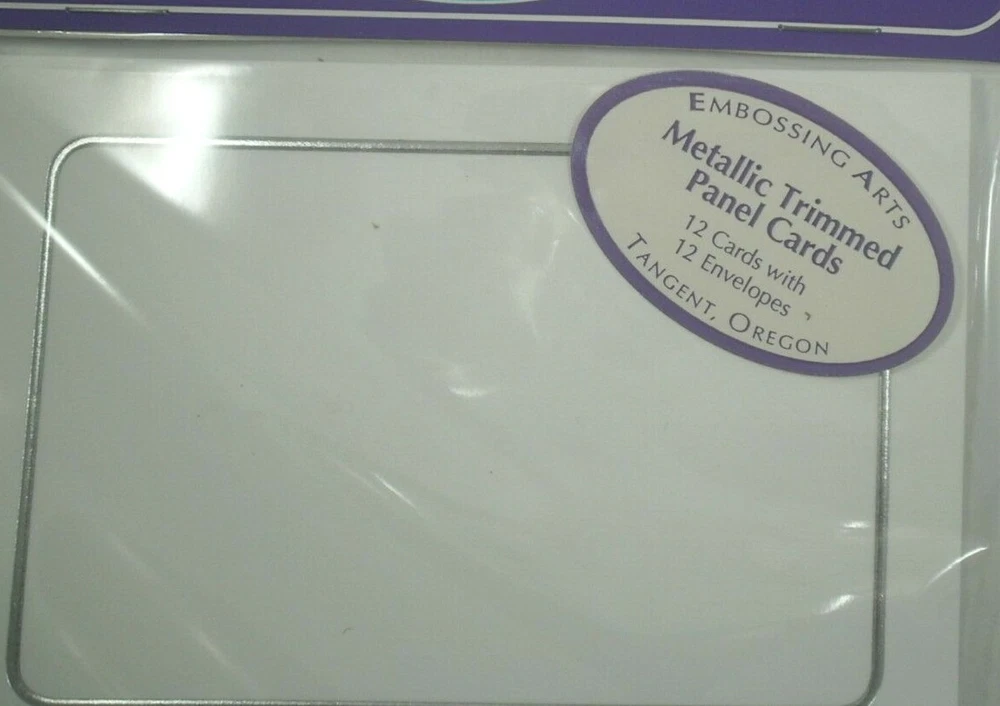 EMBOSSING ARTS
Metallic Trimmed
Panel Cards
12 Cards with
12 Envelopes
TANGENT, OREGON